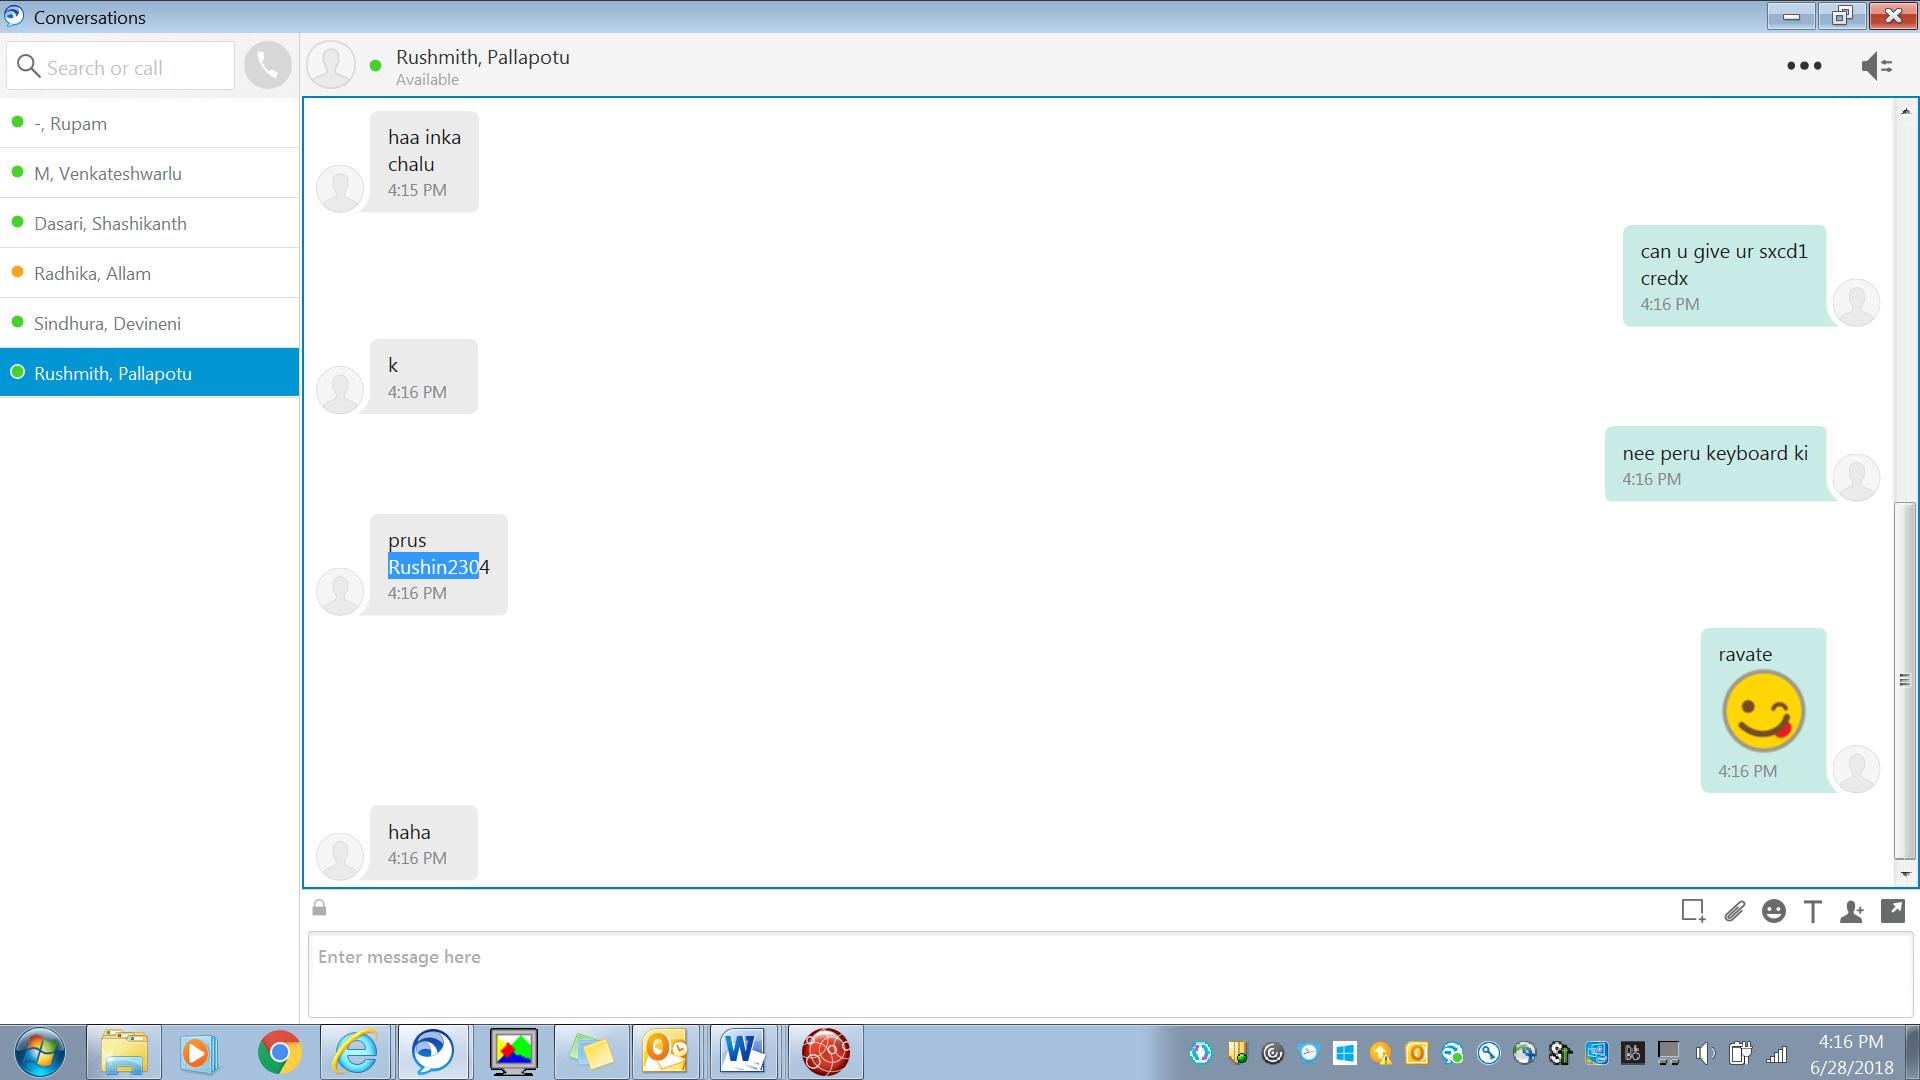 Conversations
Search or call
-, Rupam
M, Venkateshwarlu
Dasari, Shashikanth
Radhika, Allam
Sindhura, Devineni
Rushmith, Pallapotu
Rushmith, Pallapotu
Available
haa inka
chalu
4:15 PM
can u give ur sxcd1
credx
4:16 PM
k
4:16 PM
nee peru keyboard ki
4:16 PM
prus
Rushin2304
4:16 PM
ravate
4:16 PM
haha
4:16 PM
Enter message here
4:16 PM
6/28/2018